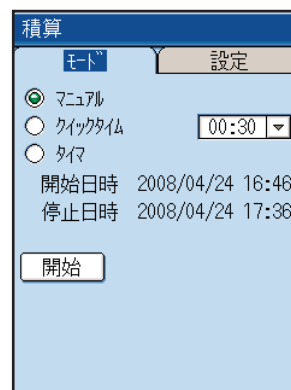 積算
ﾓｰﾄﾞ 設定
ﾏﾆｭｱﾙ
ｸｲｯｸﾀｲﾑ 00:30
ﾀｲﾏ
開始日時 2008/04/24 16:46
停止日時 2008/04/24 17:36
開始